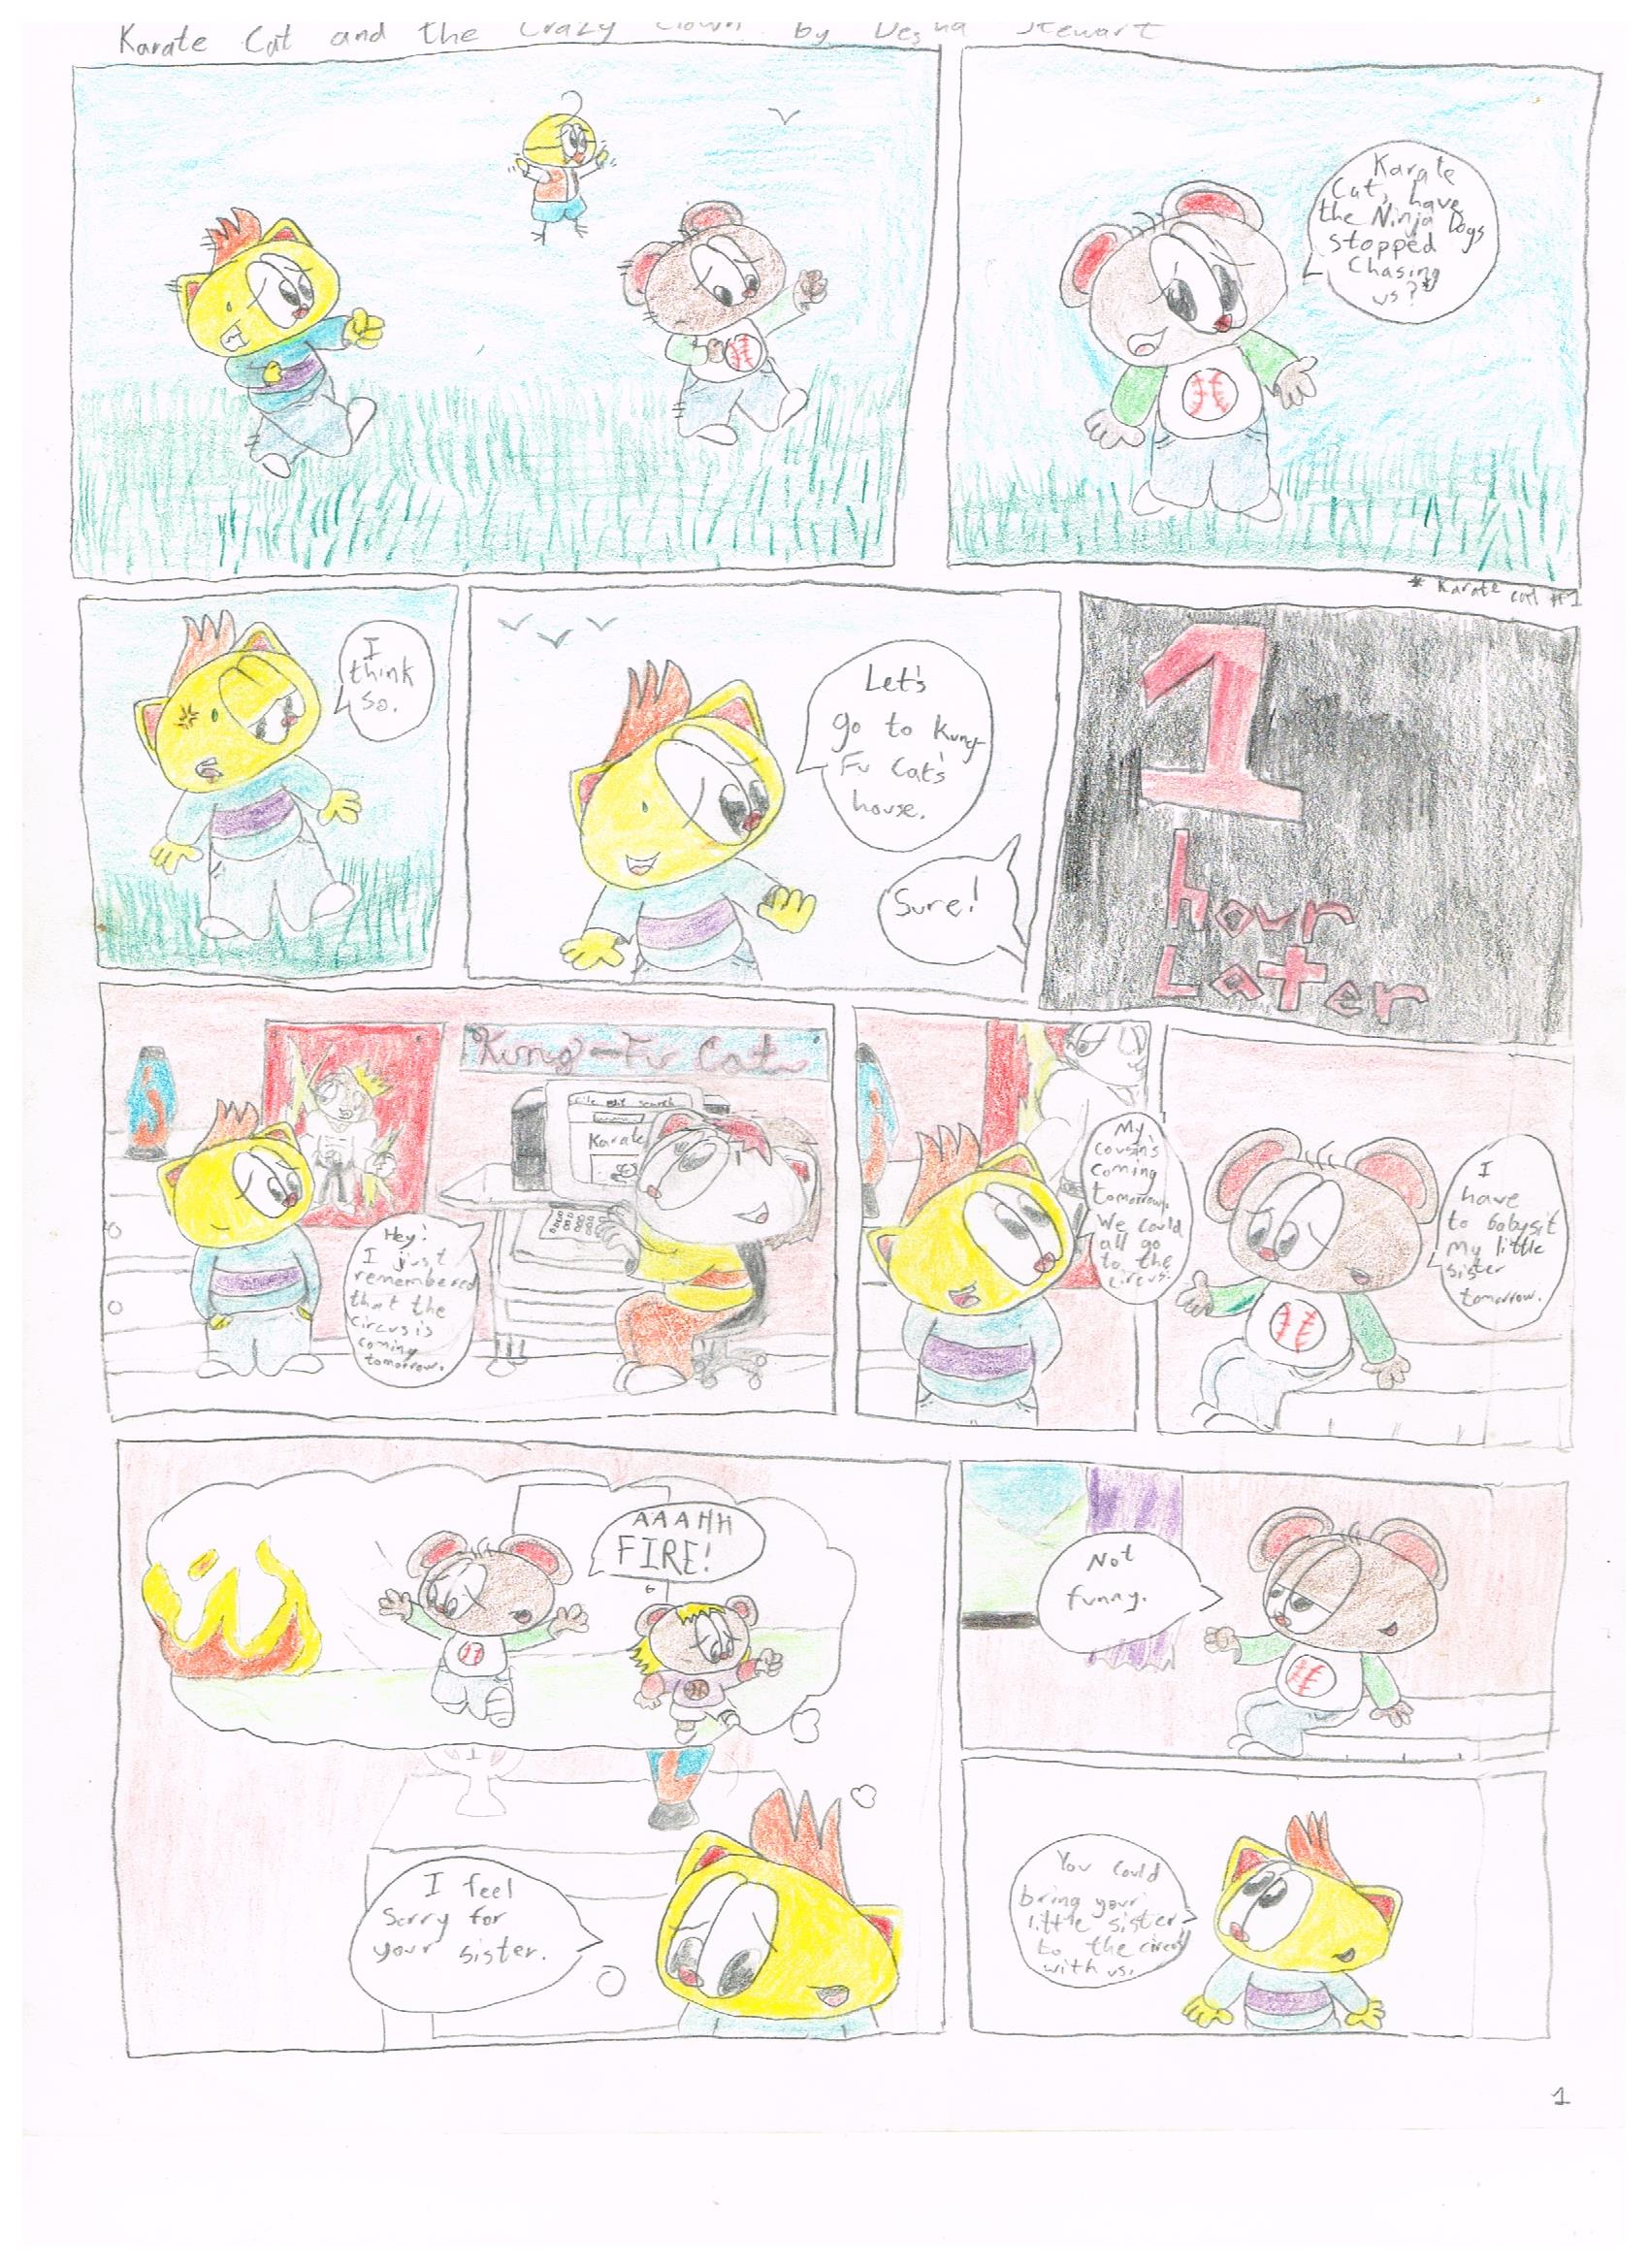 Karate Cat and the Crazy Clown by Desha Stewart
Karate
Cat, have
the Ninja Dogs
stopped
Chasing
us?*
* Karate cat #1
I
think
so.
Let's
go to Kung-
Fu Cat's
house.
Sure!
1
hour
Later
Kung-Fu Cat
File Edit Search
Karate
Hey!
I just
remembered
that the
circus is
coming
tomorrow.
My
cousin's
coming
tomorrow.
We could
all go
to the
circus.
I
have
to babysit
My little
sister
tomorrow.
AAAHH
FIRE!
I feel
Sorry for
your sister.
Not
funny.
You could
bring your
little sister
to the circus
with us.
1